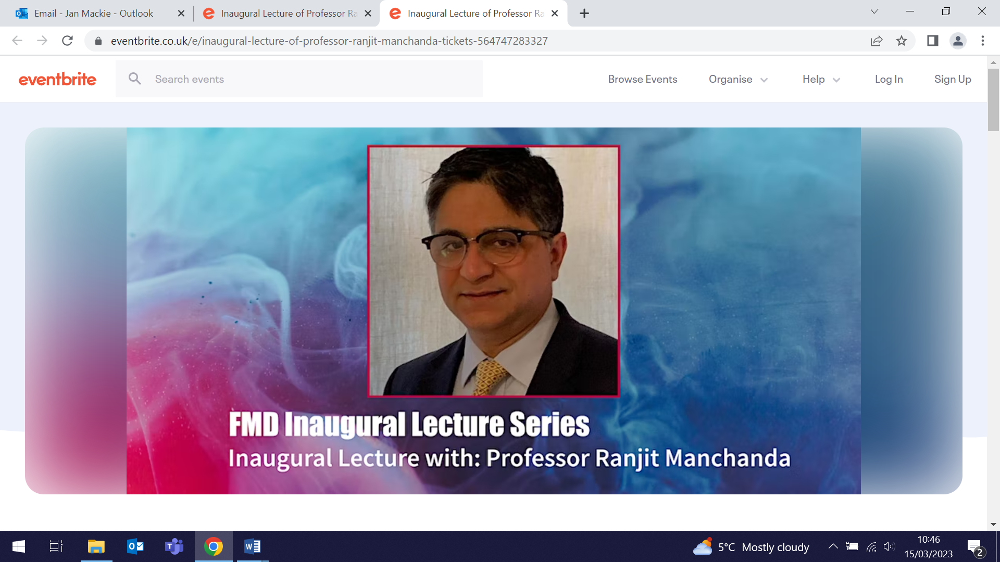 Email - Jan Mackie - Outlook
Inaugural Lecture of Professor Ra
Inaugural Lecture of Professor Ra
eventbrite.co.uk/e/inaugural-lecture-of-professor-ranjit-manchanda-tickets-564747283327
eventbrite
Search events
Browse Events
Organise
Help
Log In
Sign Up
FMD Inaugural Lecture Series
Inaugural Lecture with: Professor Ranjit Manchanda
5°C Mostly cloudy
10:46
15/03/2023
2